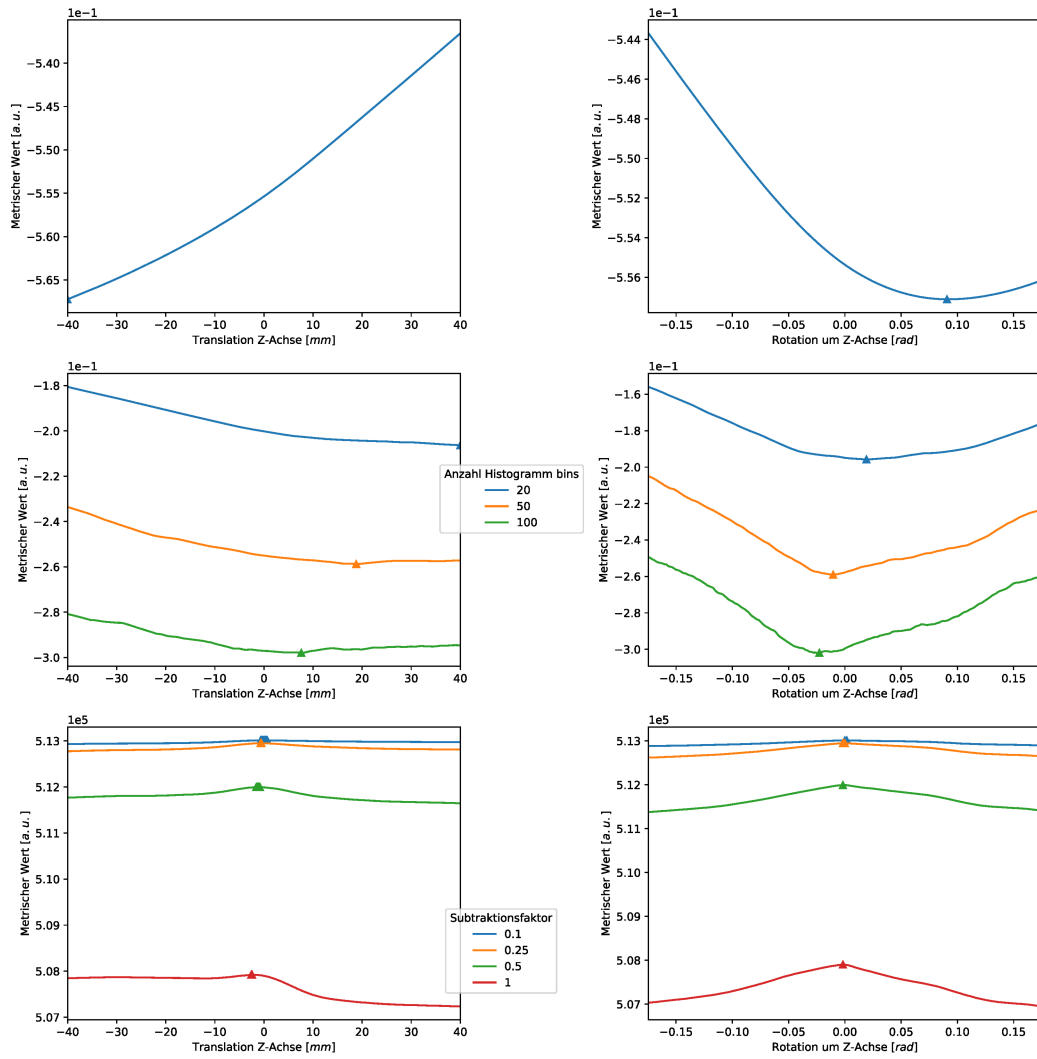 1e−1
−5.40
−5.45
−5.50
−5.55
−5.60
−5.65
Metrischer Wert [a.u.]
−40 −30 −20 −10 0 10 20 30 40
Translation Z-Achse [mm]
1e−1
−5.44
−5.46
−5.48
−5.50
−5.52
−5.54
−5.56
Metrischer Wert [a.u.]
−0.15 −0.10 −0.05 0.00 0.05 0.10 0.15
Rotation um Z-Achse [rad]
1e−1
−1.8
−2.0
−2.2
−2.4
−2.6
−2.8
−3.0
Metrischer Wert [a.u.]
−40 −30 −20 −10 0 10 20 30 40
Translation Z-Achse [mm]
Anzahl Histogramm bins
20
50
100
1e−1
−1.6
−1.8
−2.0
−2.2
−2.4
−2.6
−2.8
−3.0
Metrischer Wert [a.u.]
−0.15 −0.10 −0.05 0.00 0.05 0.10 0.15
Rotation um Z-Achse [rad]
1e5
5.13
5.12
5.11
5.10
5.09
5.08
5.07
Metrischer Wert [a.u.]
−40 −30 −20 −10 0 10 20 30 40
Translation Z-Achse [mm]
Subtraktionsfaktor
0.1
0.25
0.5
1
1e5
5.13
5.12
5.11
5.10
5.09
5.08
5.07
Metrischer Wert [a.u.]
−0.15 −0.10 −0.05 0.00 0.05 0.10 0.15
Rotation um Z-Achse [rad]